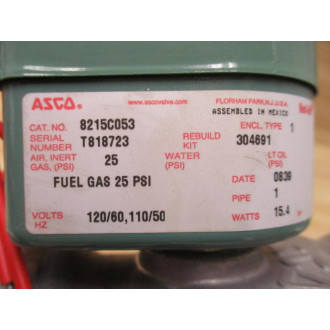 ASCO® www.ascovalve.com FLORHAM PARK, N.J. U.S.A.
ASSEMBLED IN MEXICO
CAT. NO. 8215C053 ENCL. TYPE 1
SERIAL NUMBER T818723 REBUILD KIT 304691
AIR, INERT GAS, (PSI) 25 WATER (PSI) LT OIL (PSI)
FUEL GAS 25 PSI DATE 0839
PIPE 1
VOLTS HZ 120/60,110/50 WATTS 15.4